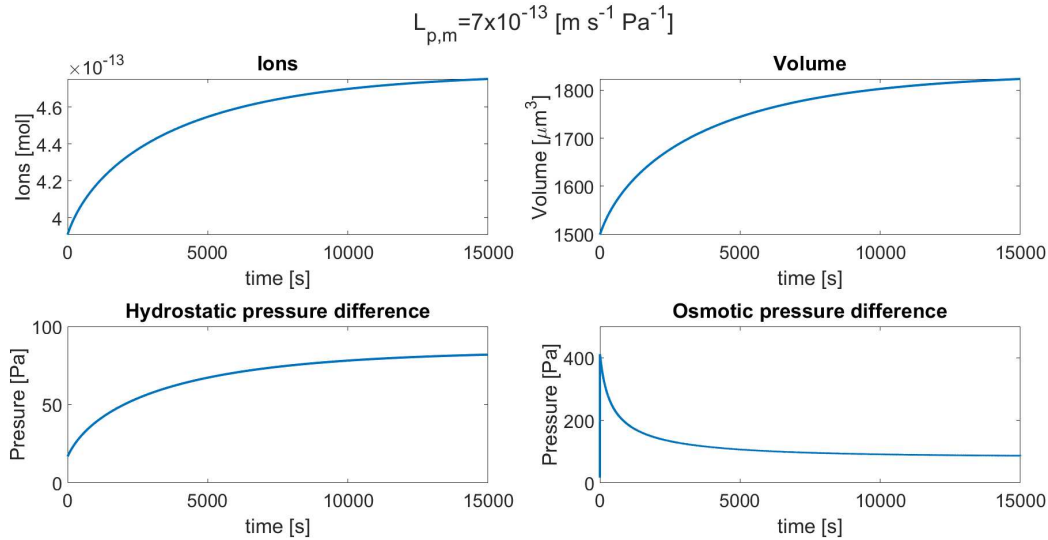 L_{p,m}=7x10^{-13} [m s^{-1} Pa^{-1}]
×10^{-13}
Ions
4.6
4.4
4.2
4
Ions [mol]
0 5000 10000 15000
time [s]
Volume
1800
1700
1600
1500
Volume [μm^3]
0 5000 10000 15000
time [s]
Hydrostatic pressure difference
100
50
0
Presure [Pa]
0 5000 10000 15000
time [s]
Osmotic pressure difference
400
200
0
Pressure [Pa]
0 5000 10000 15000
time [s]